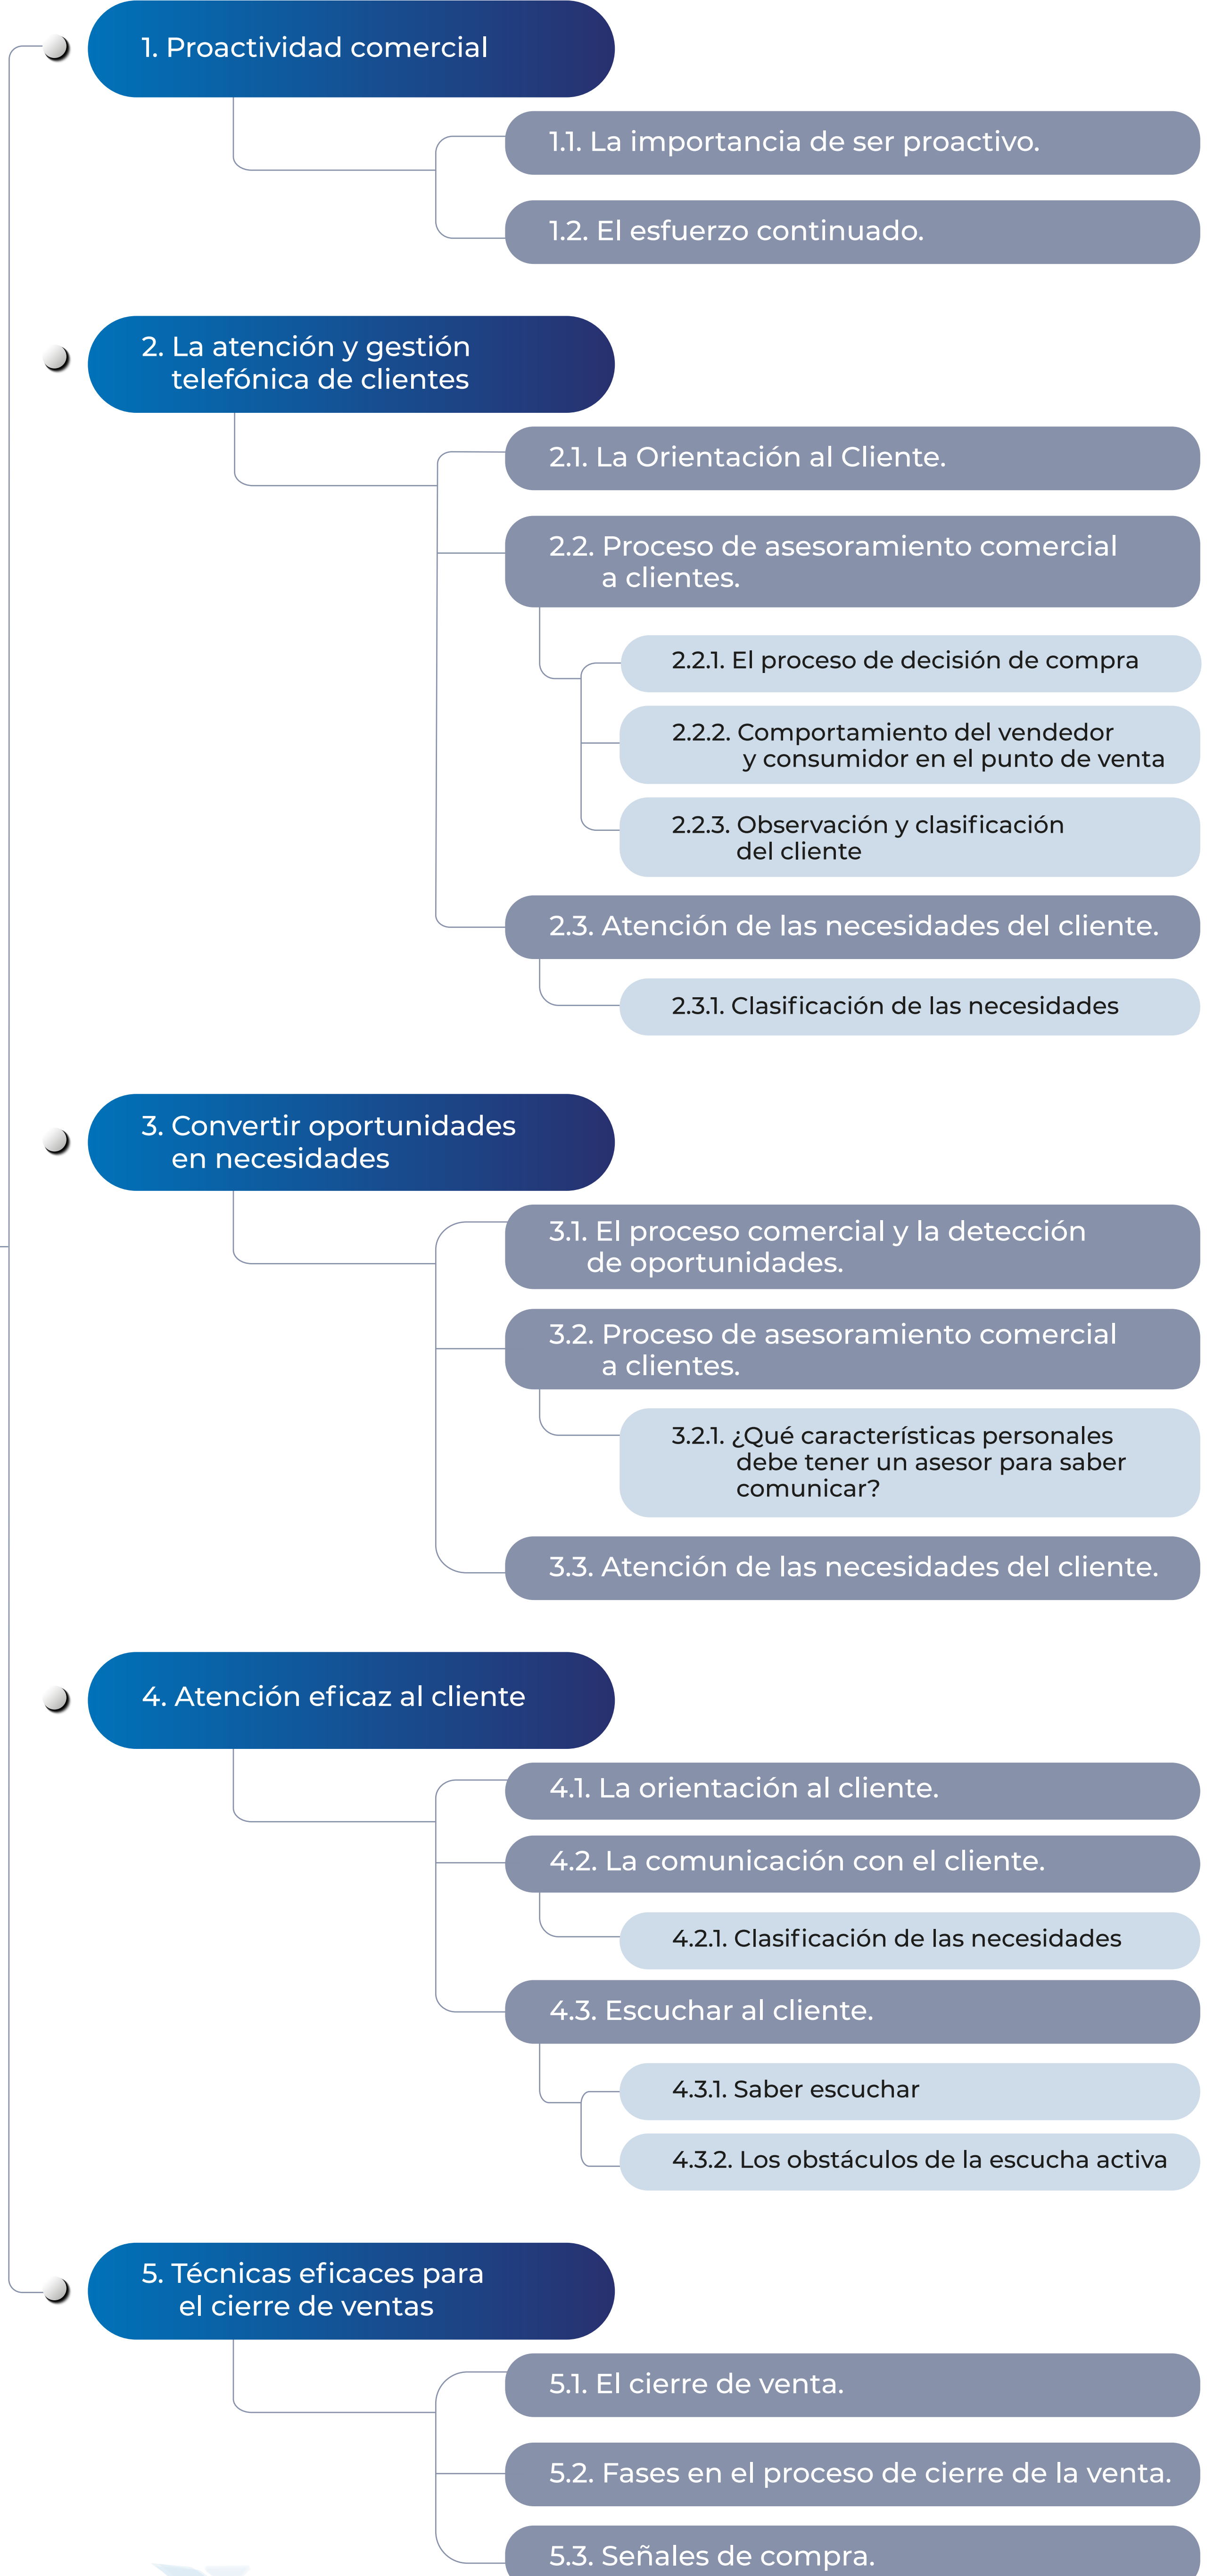 1. Proactividad comercial
1.1. La importancia de ser proactivo.
1.2. El esfuerzo continuado.
2. La atención y gestión
telefónica de clientes
2.1. La Orientación al Cliente.
2.2. Proceso de asesoramiento comercial
a clientes.
2.2.1. El proceso de decisión de compra
2.2.2. Comportamiento del vendedor
y consumidor en el punto de venta
2.2.3. Observación y clasificación
del cliente
2.3. Atención de las necesidades del cliente.
2.3.1. Clasificación de las necesidades
3. Convertir oportunidades
en necesidades
3.1. El proceso comercial y la detección
de oportunidades.
3.2. Proceso de asesoramiento comercial
a clientes.
3.2.1. ¿Qué características personales
debe tener un asesor para saber
comunicar?
3.3. Atención de las necesidades del cliente.
4. Atención eficaz al cliente
4.1. La orientación al cliente.
4.2. La comunicación con el cliente.
4.2.1. Clasificación de las necesidades
4.3. Escuchar al cliente.
4.3.1. Saber escuchar
4.3.2. Los obstáculos de la escucha activa
5. Técnicas eficaces para
el cierre de ventas
5.1. El cierre de venta.
5.2. Fases en el proceso de cierre de la venta.
5.3. Señales de compra.